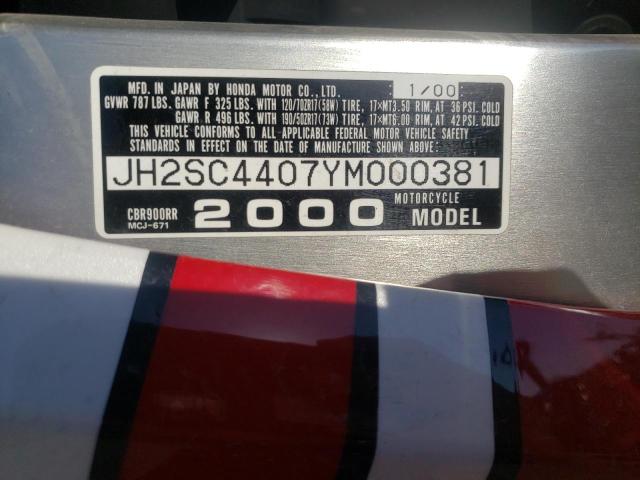 MFD. IN JAPAN BY HONDA MOTOR CO., LTD. 1/00
GVWR 787 LBS. GAWR F 325 LBS. WITH 120/70ZR17(58W) TIRE, 17×MT3.50 RIM, AT 36 PSI. COLD
GAWR R 496 LBS. WITH 190/50ZR17(73W) TIRE, 17×MT6.00 RIM, AT 42 PSI. COLD
THIS VEHICLE CONFORMS TO ALL APPLICABLE FEDERAL MOTOR VEHICLE SAFETY
STANDARDS IN EFFECT ON THE DATE OF MANUFACTURE SHOWN ABOVE.
JH2SC4407YM000381
CBR900RR 2000 MOTORCYCLE
MCJ-671 MODEL